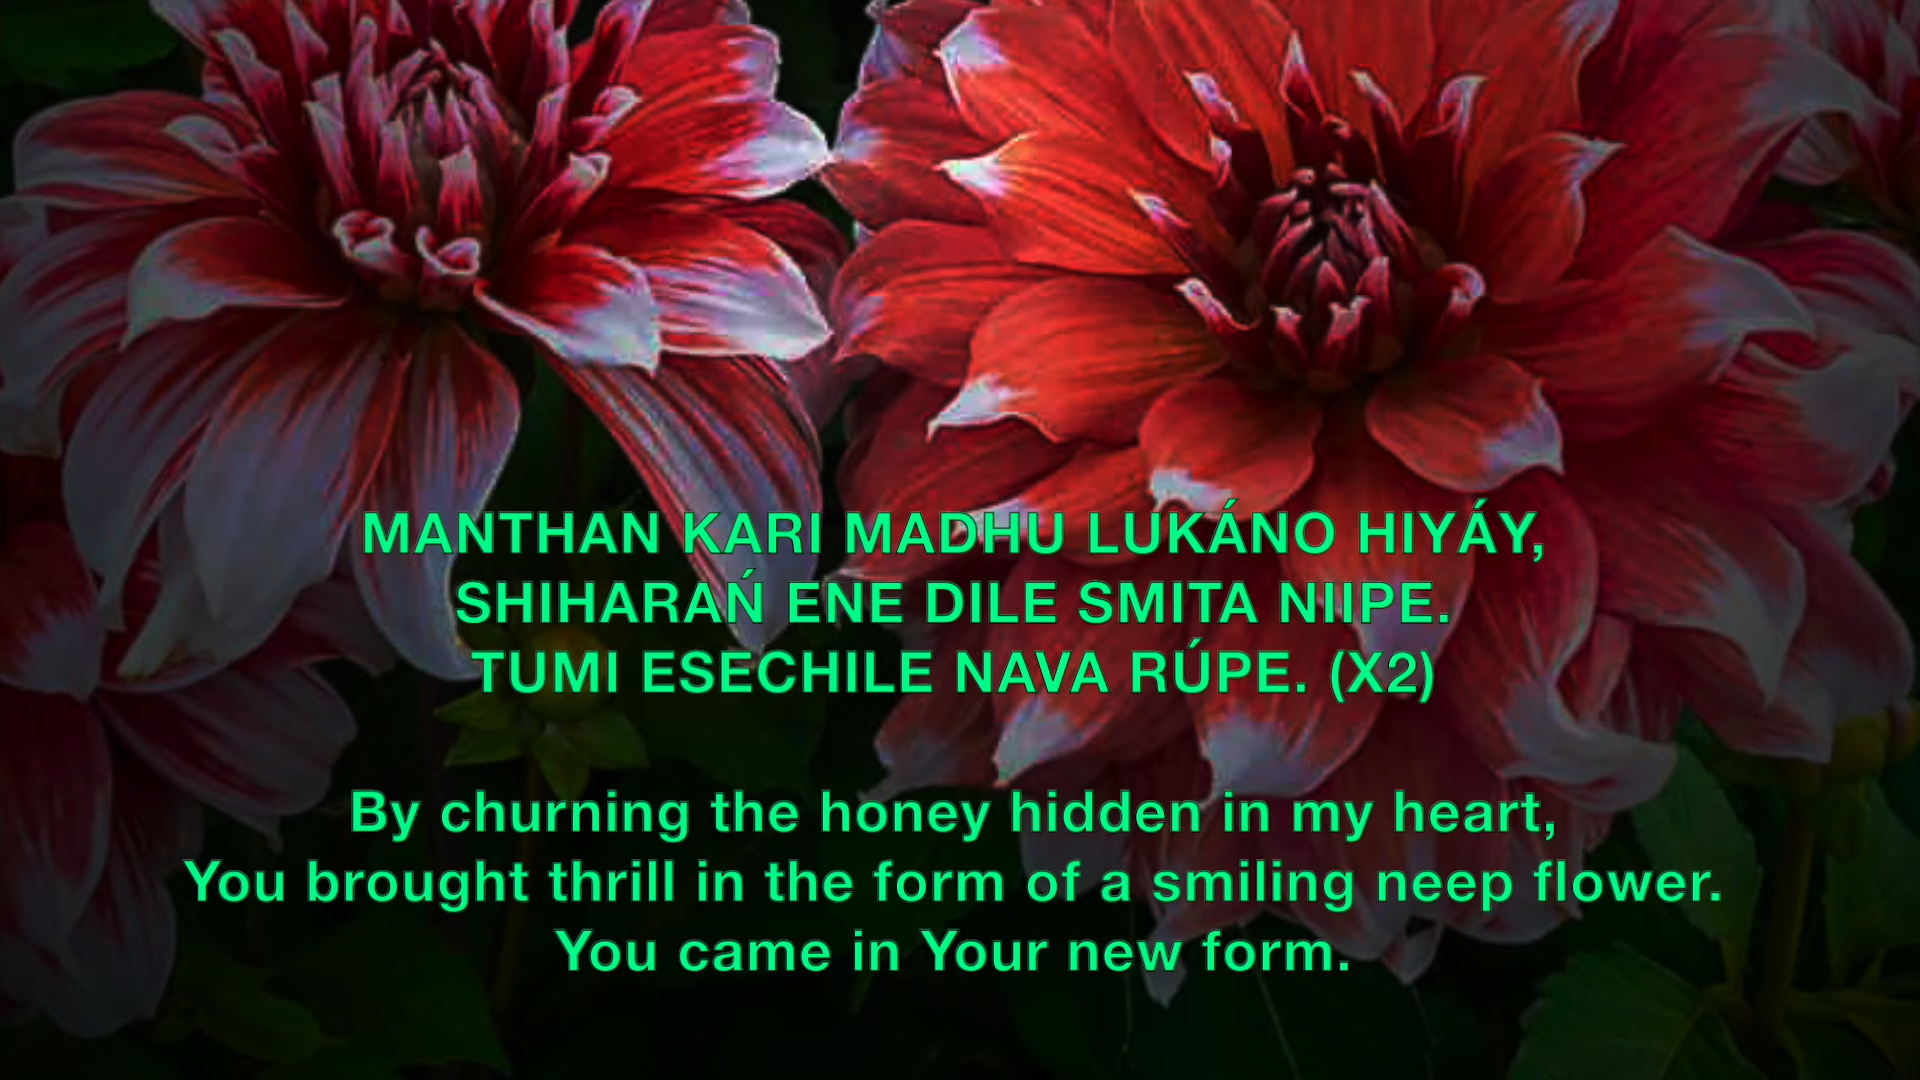 MANTHAN KARI MADHU LUKÁNO HIYÁY,
SHIHARAŃ ENE DILE SMITA NIIPE.
TUMI ESECHILE NAVA RÚPE. (X2)
By churning the honey hidden in my heart,
You brought thrill in the form of a smiling neep flower.
You came in Your new form.